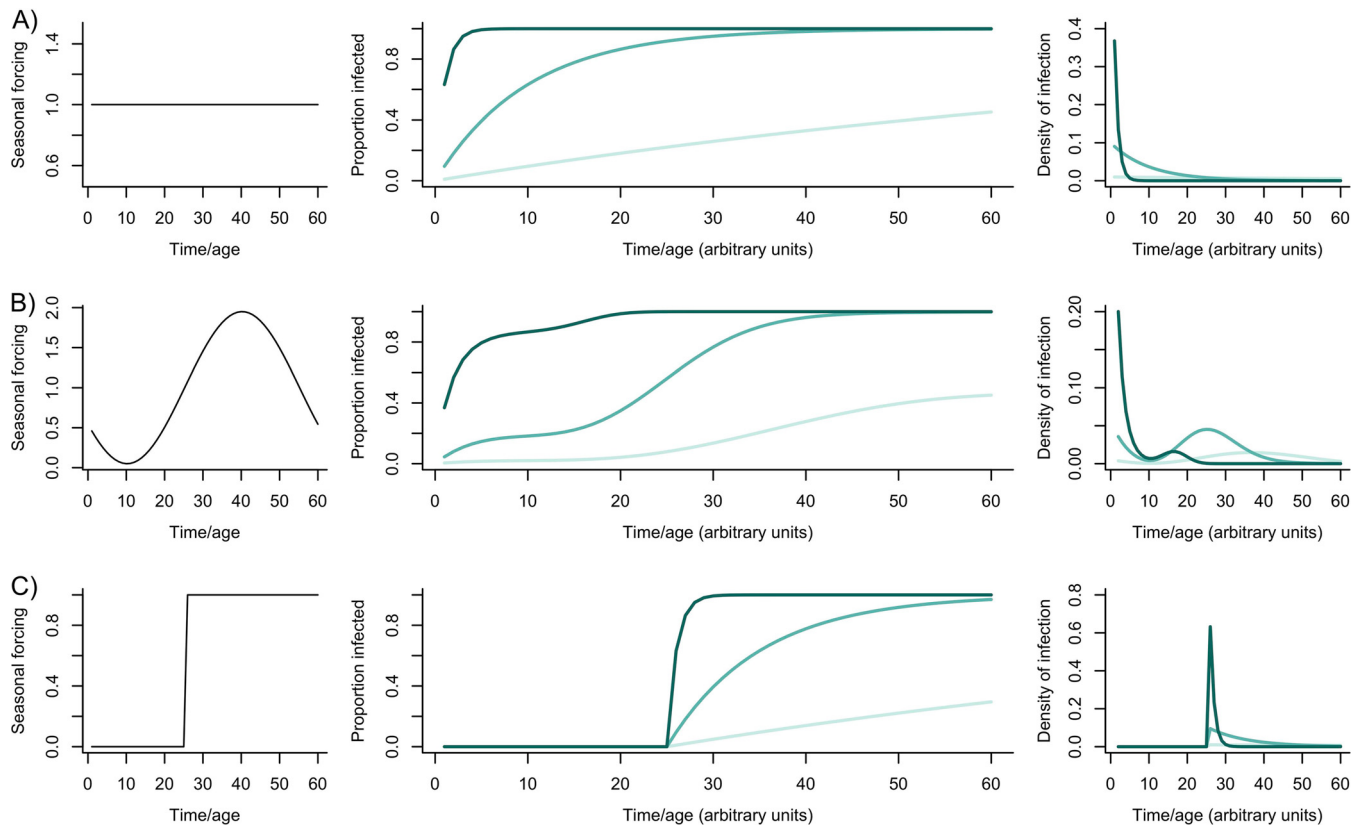 A)
Seasonal forcing
0.6 1.0 1.4
0 10 20 30 40 50 60
Time/age
Proportion infected
0.0 0.4 0.8
0 10 20 30 40 50 60
Time/age (arbitrary units)
Density of infection
0.0 0.1 0.2 0.3 0.4
0 10 20 30 40 50 60
Time/age (arbitrary units)
B)
Seasonal forcing
0.0 0.5 1.0 1.5 2.0
0 10 20 30 40 50 60
Time/age
Proportion infected
0.0 0.4 0.8
0 10 20 30 40 50 60
Time/age (arbitrary units)
Density of infection
0.00 0.10 0.20
0 10 20 30 40 50 60
Time/age (arbitrary units)
C)
Seasonal forcing
0.0 0.4 0.8
0 10 20 30 40 50 60
Time/age
Proportion infected
0.0 0.4 0.8
0 10 20 30 40 50 60
Time/age (arbitrary units)
Density of infection
0.0 0.2 0.4 0.6 0.8
0 10 20 30 40 50 60
Time/age (arbitrary units)